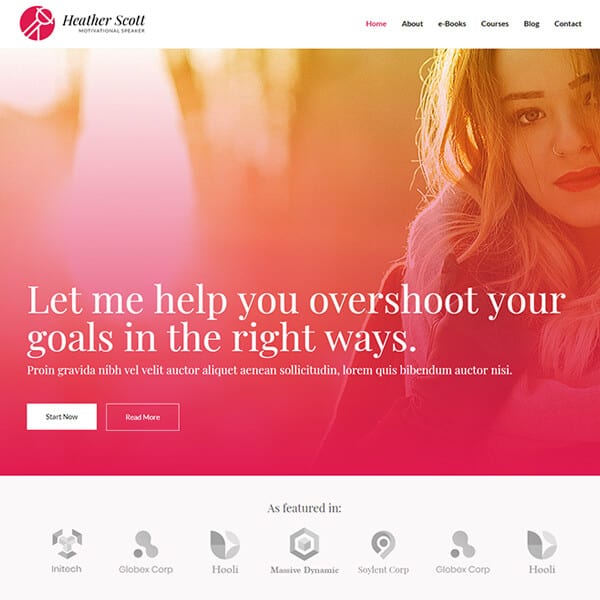 Heather Scott
MOTIVATIONAL SPEAKER
Home About e-Books Courses Blog Contact
Let me help you overshoot your
goals in the right ways.
Proin gravida nibh vel velit auctor aliquet aenean sollicitudin, lorem quis bibendum auctor nisi.
Start Now Read More
As featured in:
Initech Globex Corp Hooli Massive Dynamic Soylent Corp Globex Corp Hooli